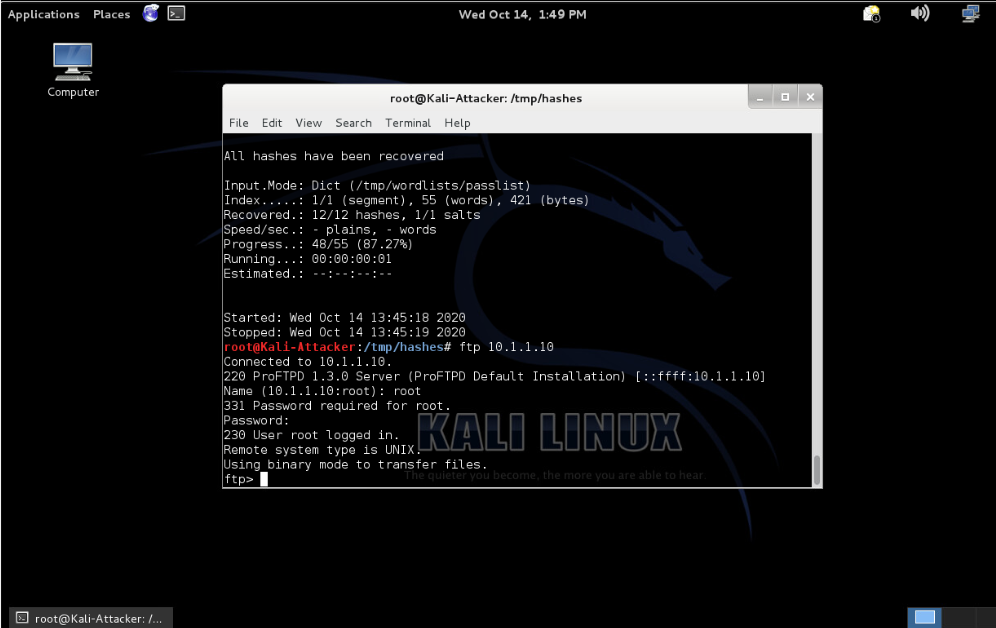 Applications Places Wed Oct 14, 1:49 PM
Computer
root@Kali-Attacker: /tmp/hashes
File Edit View Search Terminal Help
All hashes have been recovered
Input.Mode: Dict (/tmp/wordlists/passlist)
Index.....: 1/1 (segment), 55 (words), 421 (bytes)
Recovered.: 12/12 hashes, 1/1 salts
Speed/sec.: - plains, - words
Progress..: 48/55 (87.27%)
Running...: 00:00:00:01
Estimated.: --:--:--:--
Started: Wed Oct 14 13:45:18 2020
Stopped: Wed Oct 14 13:45:19 2020
root@Kali-Attacker:/tmp/hashes# ftp 10.1.1.10
Connected to 10.1.1.10.
220 ProFTPD 1.3.0 Server (ProFTPD Default Installation) [::ffff:10.1.1.10]
Name (10.1.1.10:root): root
331 Password required for root.
Password:
230 User root logged in.
Remote system type is UNIX.
Using binary mode to transfer files.
ftp>
KALI LINUX
The quieter you become, the more you are able to hear.
root@Kali-Attacker: /...